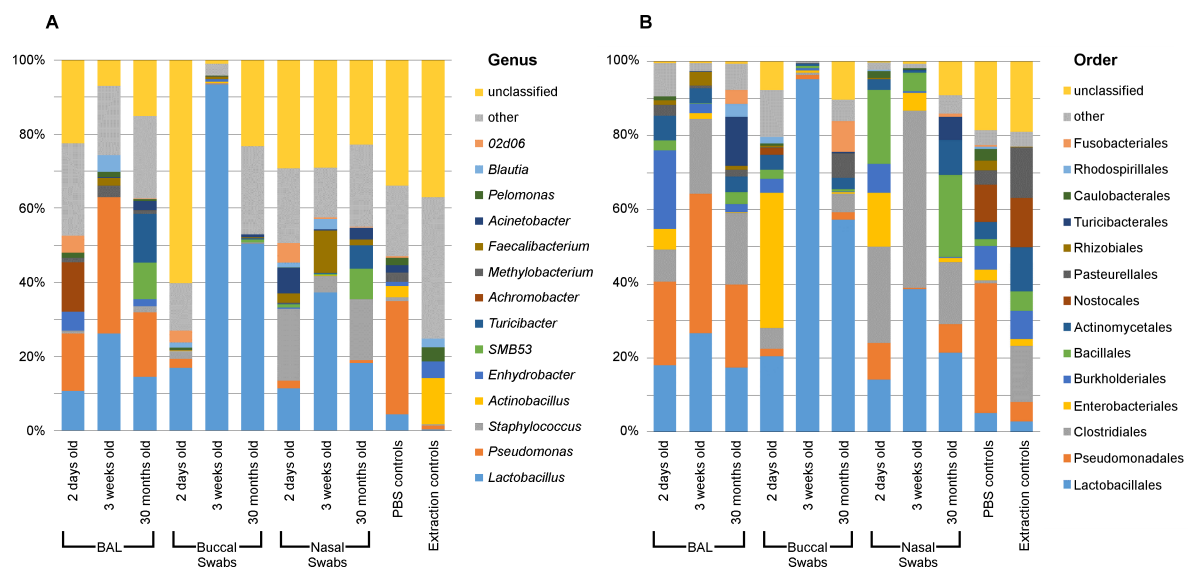 A
100%
80%
60%
40%
20%
0%
2 days old
3 weeks old
30 months old
2 days old
3 weeks old
30 months old
2 days old
3 weeks old
30 months old
PBS controls
Extraction controls
BAL
Buccal
Swabs
Nasal
Swabs
Genus
unclassified
other
02d06
Blautia
Pelomonas
Acinetobacter
Faecalibacterium
Methylobacterium
Achromobacter
Turicibacter
SMB53
Enhydrobacter
Actinobacillus
Staphylococcus
Pseudomonas
Lactobacillus
B
100%
80%
60%
40%
20%
0%
2 days old
3 weeks old
30 months old
2 days old
3 weeks old
30 months old
2 days old
3 weeks old
30 months old
PBS controls
Extraction controls
BAL
Buccal
Swabs
Nasal
Swabs
Order
unclassified
other
Fusobacteriales
Rhodospirillales
Caulobacterales
Turicibacterales
Rhizobiales
Pasteurellales
Nostocales
Actinomycetales
Bacillales
Burkholderiales
Enterobacteriales
Clostridiales
Pseudomonadales
Lactobacillales